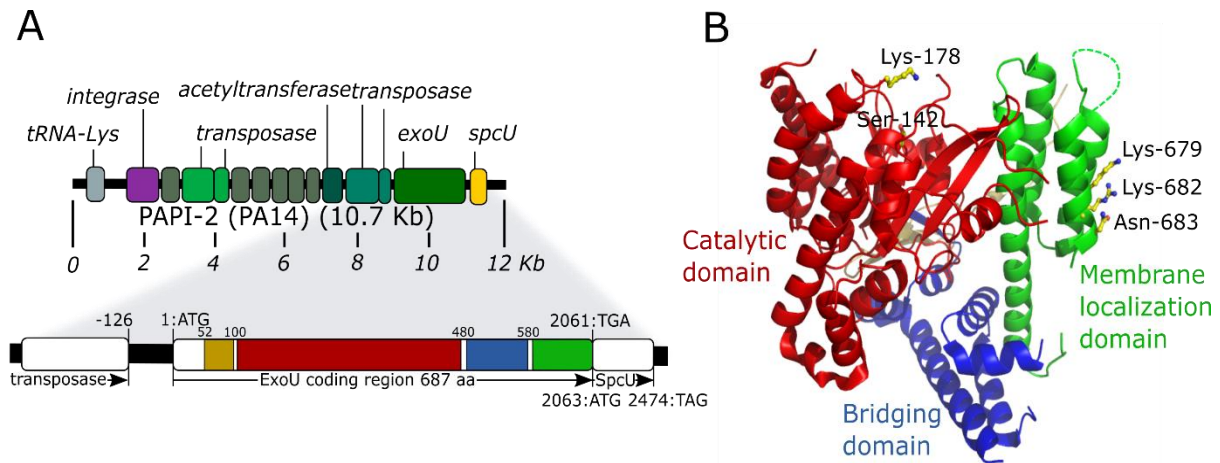 A
integrase
acetyltransferase
transposase
tRNA-Lys
transposase
exoU
spcU
PAPI-2 (PA14) (10.7 Kb)
0 2 4 6 8 10 12 Kb
-126
1:ATG
52
100
480
580
2061:TGA
transposase
ExoU coding region 687 aa
SpcU
2063:ATG
2474:TAG
B
Lys-178
Ser-142
Lys-679
Lys-682
Asn-683
Catalytic
domain
Membrane
localization
domain
Bridging
domain